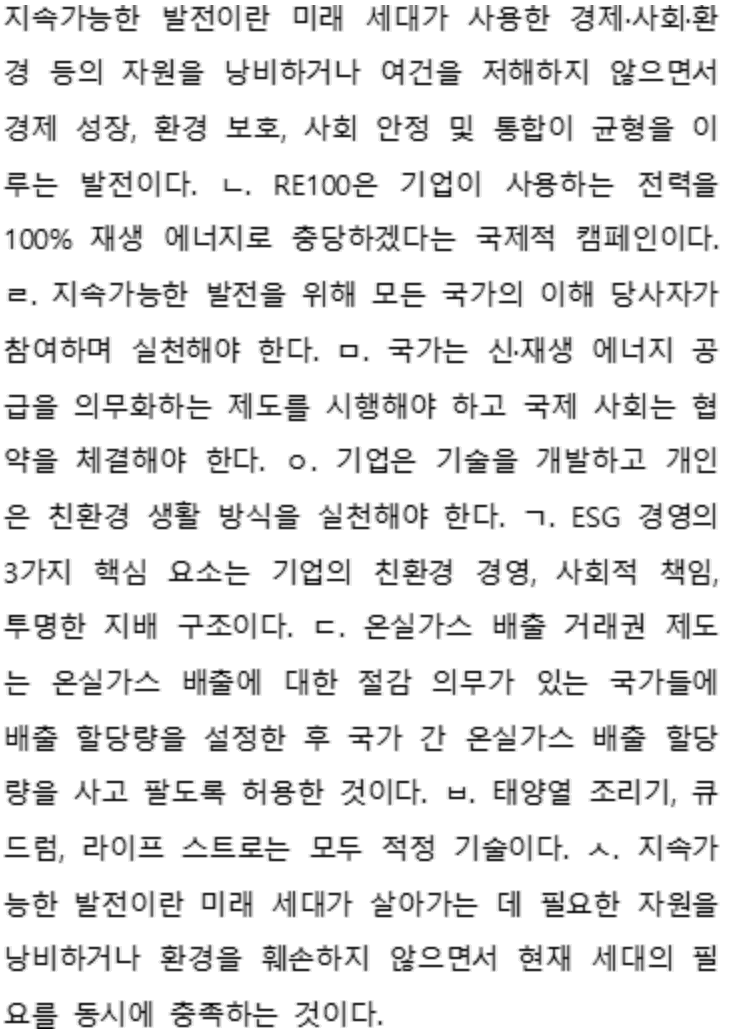 지속가능한 발전이란 미래 세대가 사용한 경제·사회·환
경 등의 자원을 낭비하거나 여건을 저해하지 않으면서
경제 성장, 환경 보호, 사회 안정 및 통합이 균형을 이
루는 발전이다. ㄴ. RE100은 기업이 사용하는 전력을
100% 재생 에너지로 충당하겠다는 국제적 캠페인이다.
ㄹ. 지속가능한 발전을 위해 모든 국가의 이해 당사자가
참여하며 실천해야 한다. ㅁ. 국가는 신·재생 에너지 공
급을 의무화하는 제도를 시행해야 하고 국제 사회는 협
약을 체결해야 한다. ㅇ. 기업은 기술을 개발하고 개인
은 친환경 생활 방식을 실천해야 한다. ㄱ. ESG 경영의
3가지 핵심 요소는 기업의 친환경 경영, 사회적 책임,
투명한 지배 구조이다. ㄷ. 온실가스 배출 거래권 제도
는 온실가스 배출에 대한 절감 의무가 있는 국가들에
배출 할당량을 설정한 후 국가 간 온실가스 배출 할당
량을 사고 팔도록 허용한 것이다. ㅂ. 태양열 조리기, 큐
드럼, 라이프 스트로는 모두 적정 기술이다. ㅅ. 지속가
능한 발전이란 미래 세대가 살아가는 데 필요한 자원을
낭비하거나 환경을 훼손하지 않으면서 현재 세대의 필
요를 동시에 충족하는 것이다.